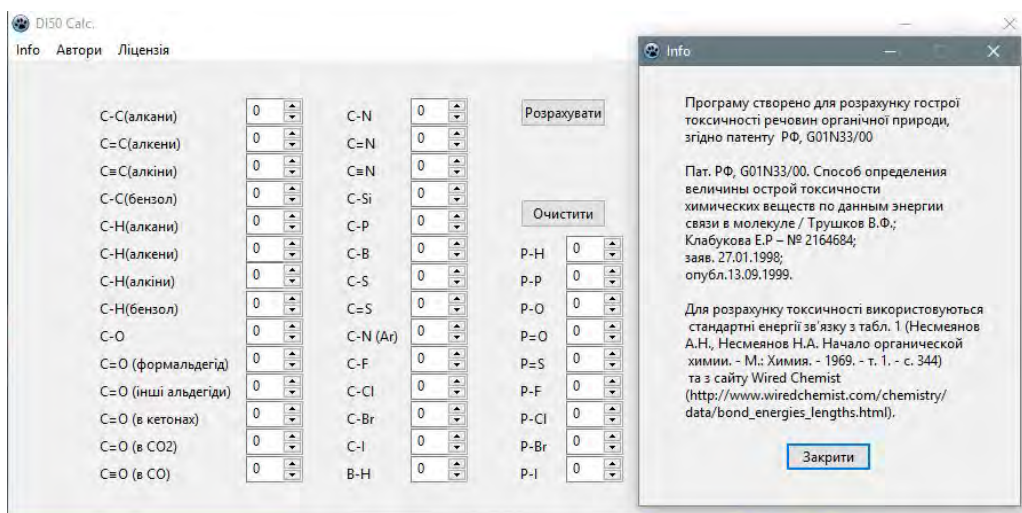 DI50 Calc.
Info Автори Ліцензія
C-C(алкани) 0
C=C(алкени) 0
C≡C(алкіни) 0
C-C(бензол) 0
C-H(алкани) 0
C-H(алкени) 0
C-H(алкіни) 0
C-H(бензол) 0
C-O 0
C=O (формальдегід) 0
C=O (інші альдегіди) 0
C=O (в кетонах) 0
C=O (в CO2) 0
C≡O (в CO) 0
C-N 0
C=N 0
C≡N 0
C-Si 0
C-P 0
C-B 0
C-S 0
C=S 0
C-N (Ar) 0
C-F 0
C-Cl 0
C-Br 0
C-I 0
B-H 0
Розрахувати
Очистити
P-H 0
P-P 0
P-O 0
P=O 0
P=S 0
P-F 0
P-Cl 0
P-Br 0
P-I 0
Info
Програму створено для розрахунку гострої
токсичності речовин органічної природи,
згідно патенту РФ, G01N33/00
Пат. РФ, G01N33/00. Способ определения
величины острой токсичности
химических веществ по данным энергии
связи в молекуле / Трушков В.Ф.;
Клабукова Е.Р – № 2164684;
заяв. 27.01.1998;
опубл.13.09.1999.
Для розрахунку токсичності використовуються
стандартні енергії зв'язку з табл. 1 (Несмеянов
А.Н., Несмеянов Н.А. Начало органической
химии. - М.: Химия. - 1969. - т. 1. - с. 344)
та з сайту Wired Chemist
(http://www.wiredchemist.com/chemistry/
data/bond_energies_lengths.html).
Закрити